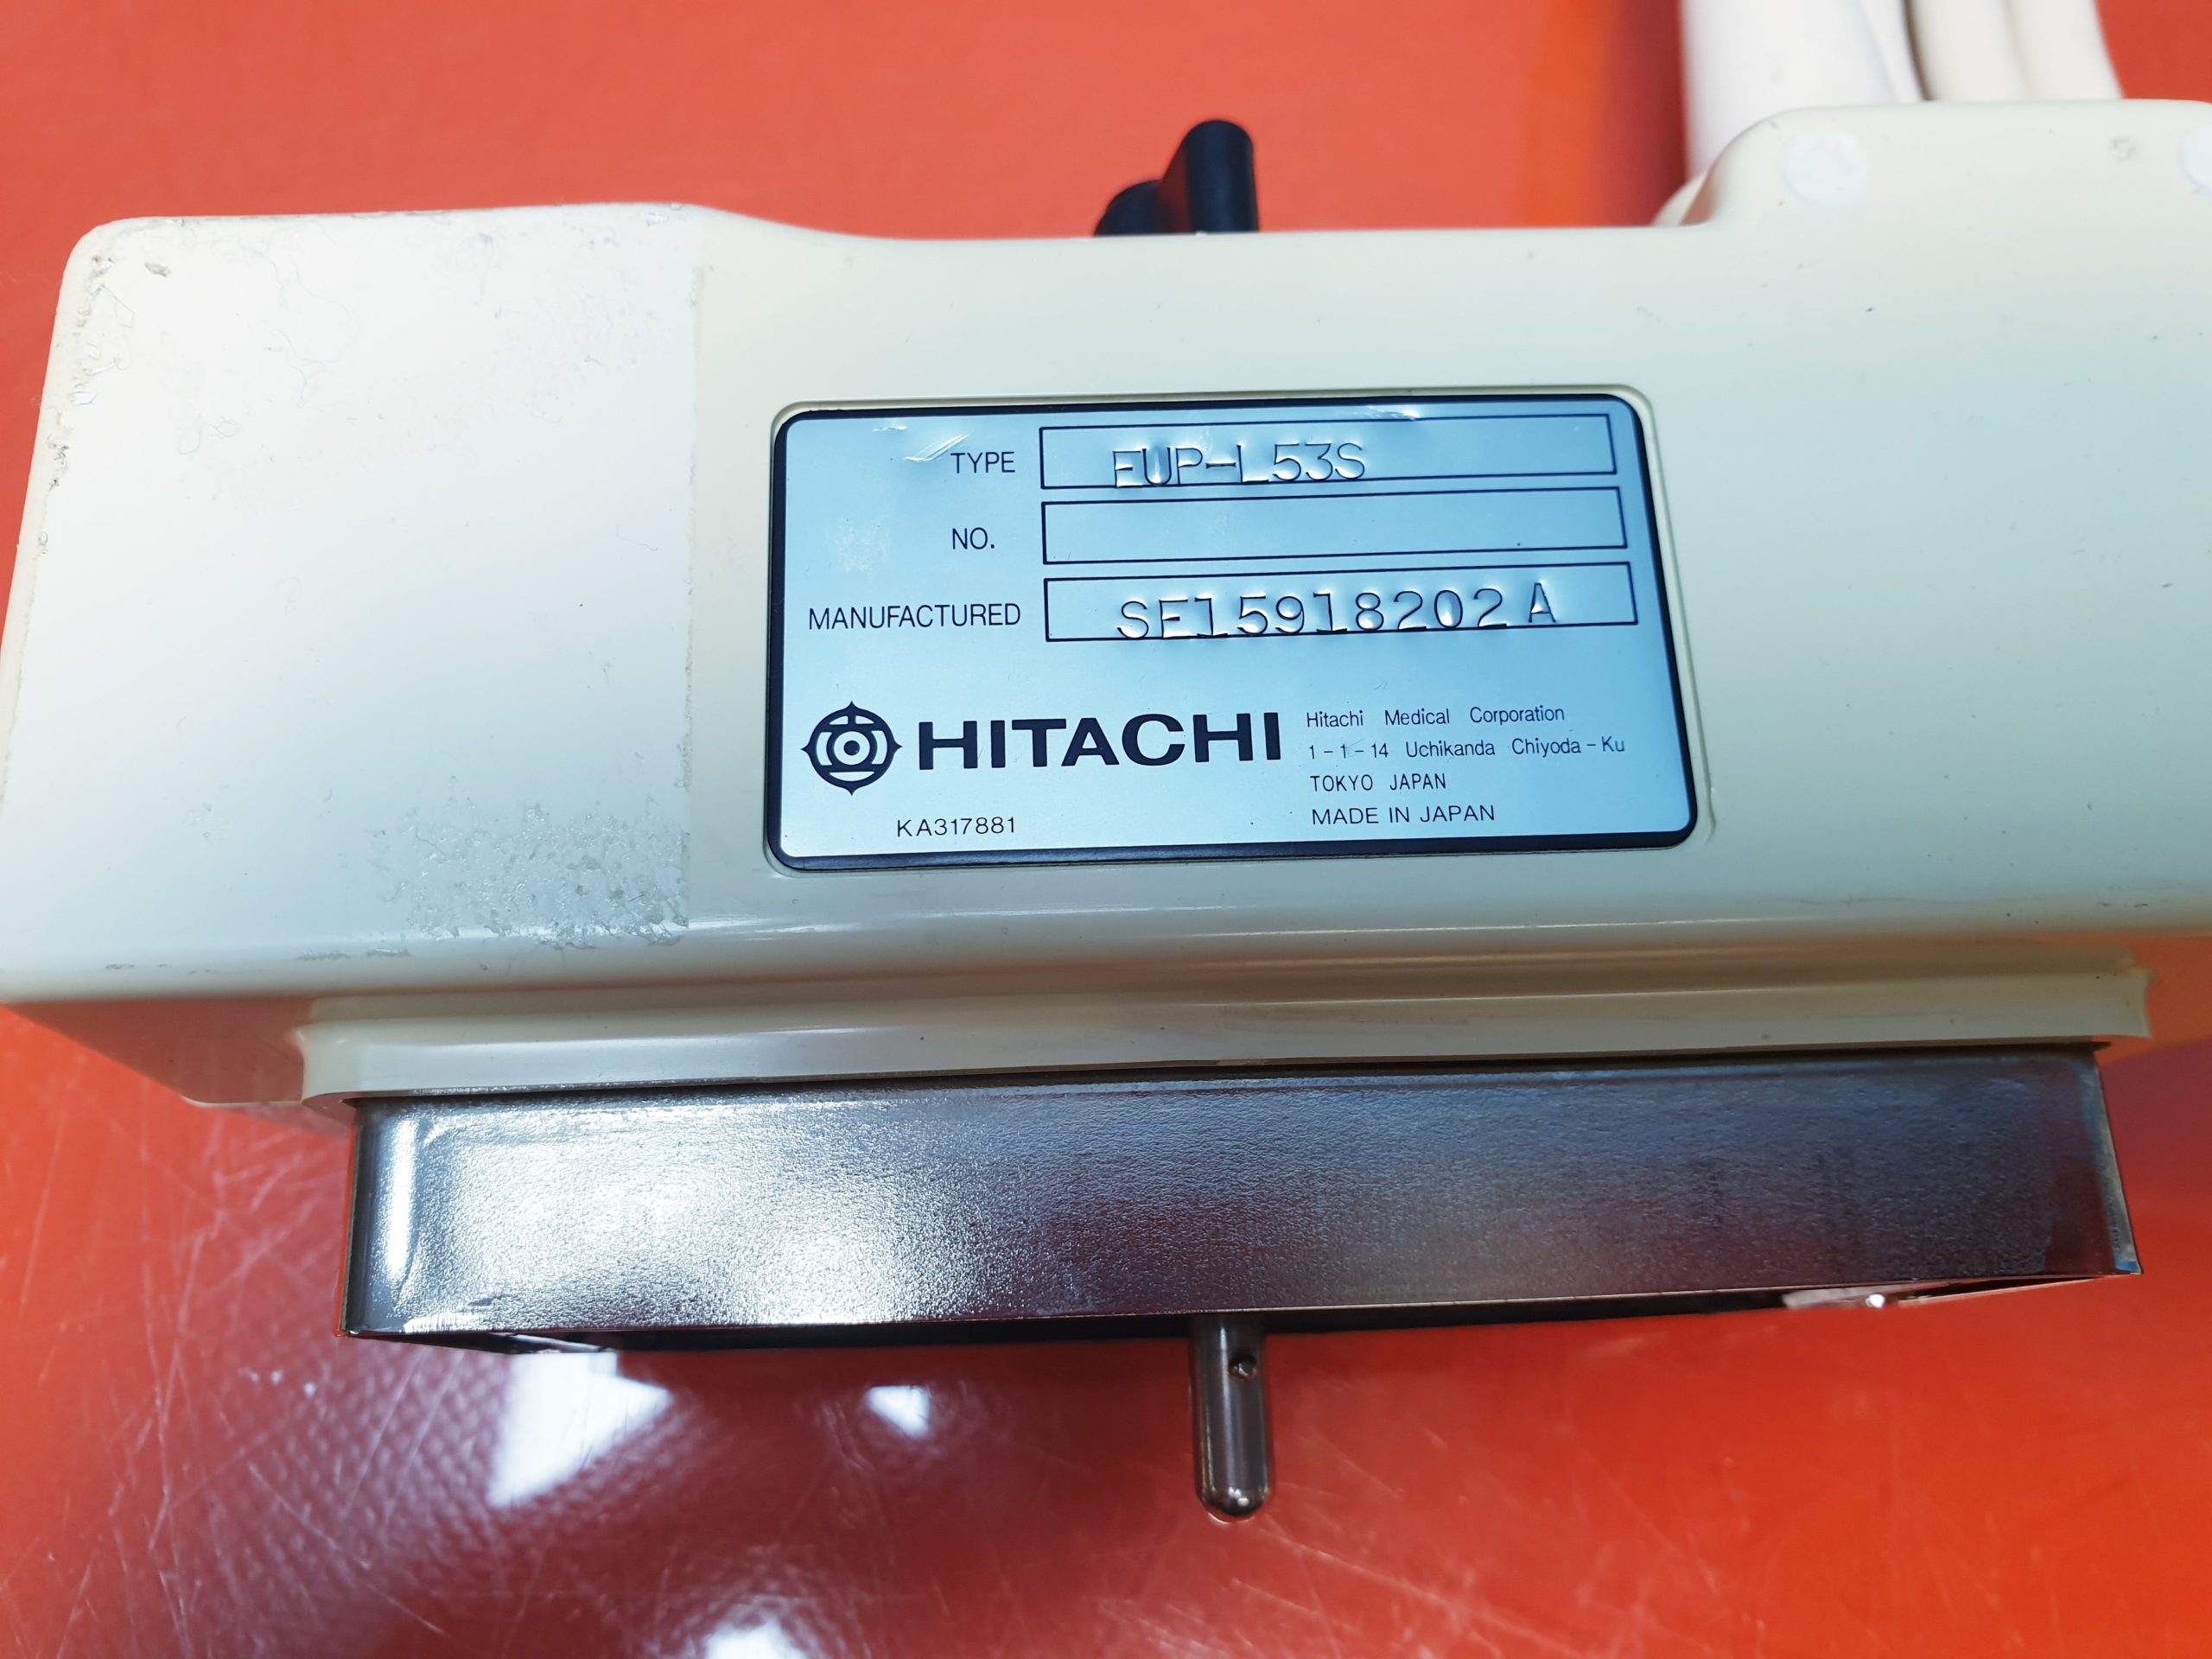 TYPE EUP-L53S
NO.
MANUFACTURED SE15918202A
HITACHI
Hitachi Medical Corporation
1-1-14 Uchikanda Chiyoda-Ku
TOKYO JAPAN
MADE IN JAPAN
KA317881